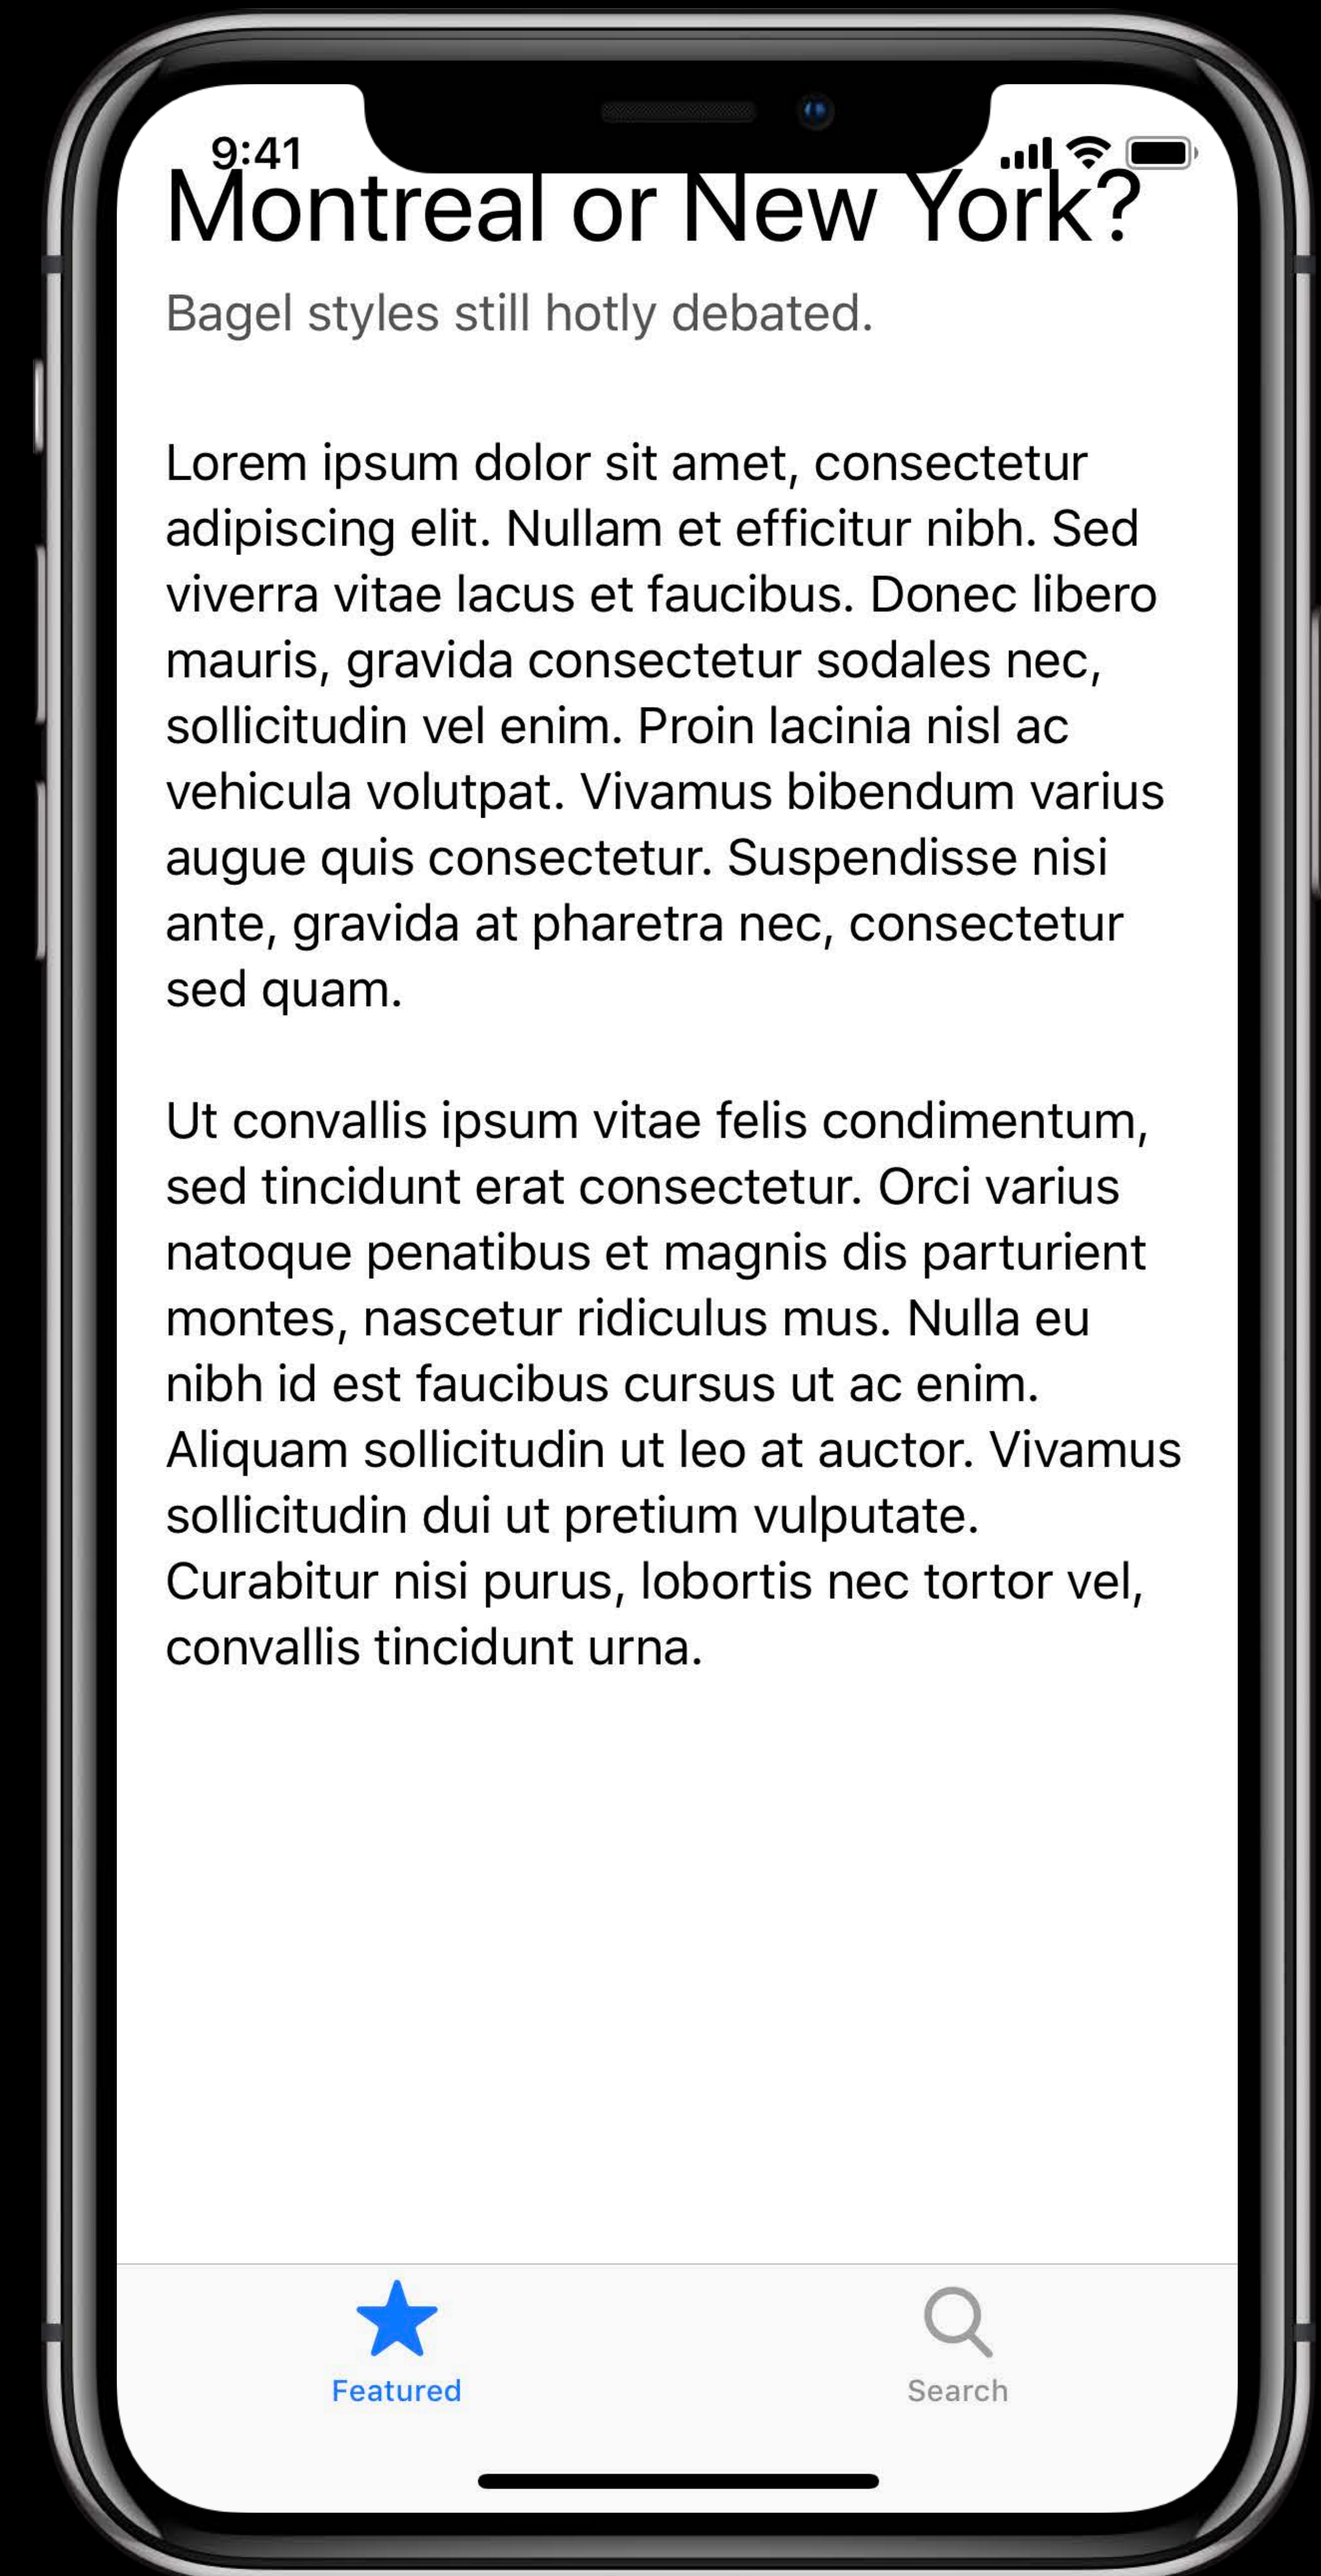 9:41
Montreal or New York?
Bagel styles still hotly debated.
Lorem ipsum dolor sit amet, consectetur
adipiscing elit. Nullam et efficitur nibh. Sed
viverra vitae lacus et faucibus. Donec libero
mauris, gravida consectetur sodales nec,
sollicitudin vel enim. Proin lacinia nisl ac
vehicula volutpat. Vivamus bibendum varius
augue quis consectetur. Suspendisse nisi
ante, gravida at pharetra nec, consectetur
sed quam.
Ut convallis ipsum vitae felis condimentum,
sed tincidunt erat consectetur. Orci varius
natoque penatibus et magnis dis parturient
montes, nascetur ridiculus mus. Nulla eu
nibh id est faucibus cursus ut ac enim.
Aliquam sollicitudin ut leo at auctor. Vivamus
sollicitudin dui ut pretium vulputate.
Curabitur nisi purus, lobortis nec tortor vel,
convallis tincidunt urna.
Featured
Search